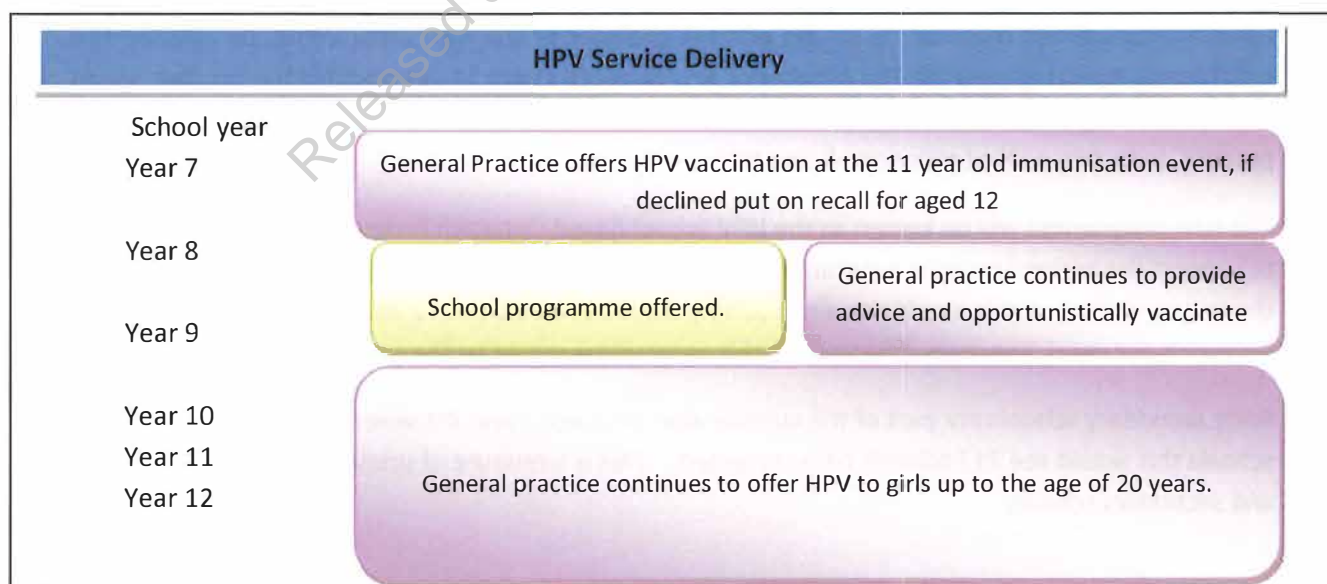 Released
HPV Service Delivery
School year
Year 7
General Practice offers HPV vaccination at the 11 year old immunisation event, if
declined put on recall for aged 12
Year 8
School programme offered.
General practice continues to provide
advice and opportunistically vaccinate
Year 9
Year 10
Year 11
Year 12
General practice continues to offer HPV to girls up to the age of 20 years.